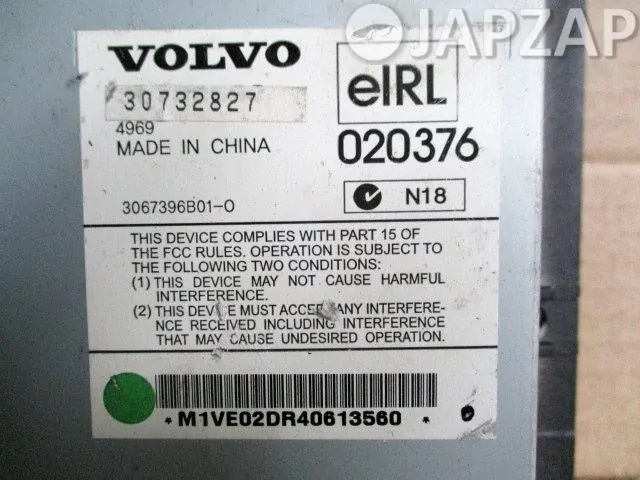 JAPZAP
VOLVO
30732827
4969
MADE IN CHINA
3067396B01-0
eIRL
020376
N18
THIS DEVICE COMPLIES WITH PART 15 OF
THE FCC RULES. OPERATION IS SUBJECT TO
THE FOLLOWING TWO CONDITIONS:
(1) THIS DEVICE MAY NOT CAUSE HARMFUL
INTERFERENCE.
(2) THIS DEVICE MUST ACCEPT ANY INTERFERE-
NCE RECEIVED INCLUDING INTERFERENCE
THAT MAY CAUSE UNDESIRED OPERATION.
* M1VE02DR40613560 *